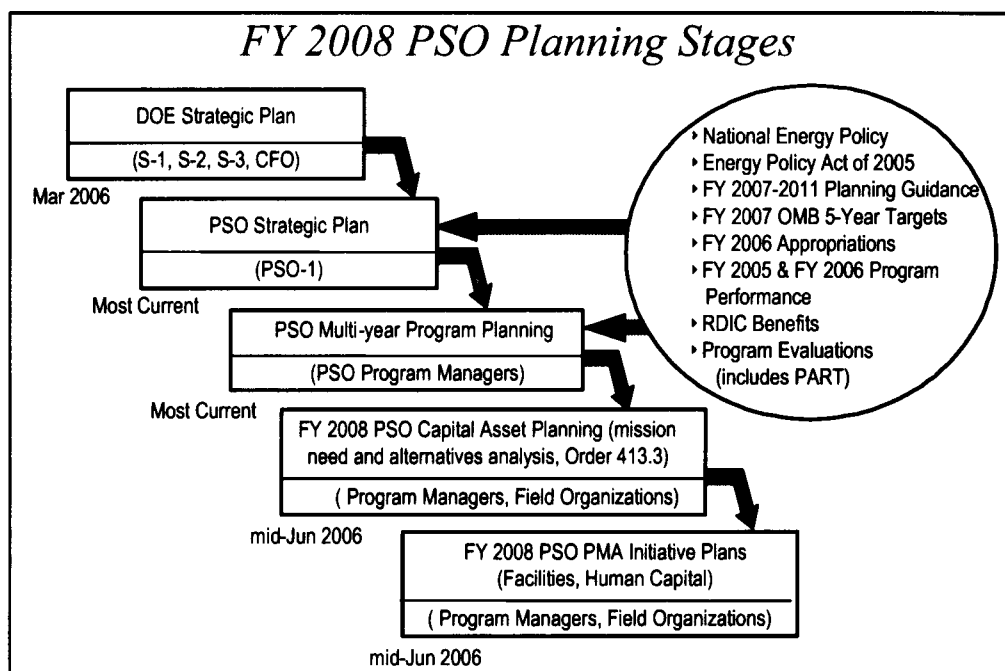 FY 2008 PSO Planning Stages
DOE Strategic Plan
(S-1, S-2, S-3, CFO)
Mar 2006
PSO Strategic Plan
(PSO-1)
Most Current
PSO Multi-year Program Planning
(PSO Program Managers)
Most Current
FY 2008 PSO Capital Asset Planning (mission
need and alternatives analysis, Order 413.3)
( Program Managers, Field Organizations)
mid-Jun 2006
FY 2008 PSO PMA Initiative Plans
(Facilities, Human Capital)
( Program Managers, Field Organizations)
mid-Jun 2006
‣ National Energy Policy
‣ Energy Policy Act of 2005
‣ FY 2007-2011 Planning Guidance
‣ FY 2007 OMB 5-Year Targets
‣ FY 2006 Appropriations
‣ FY 2005 & FY 2006 Program
Performance
‣ RDIC Benefits
‣ Program Evaluations
(includes PART)